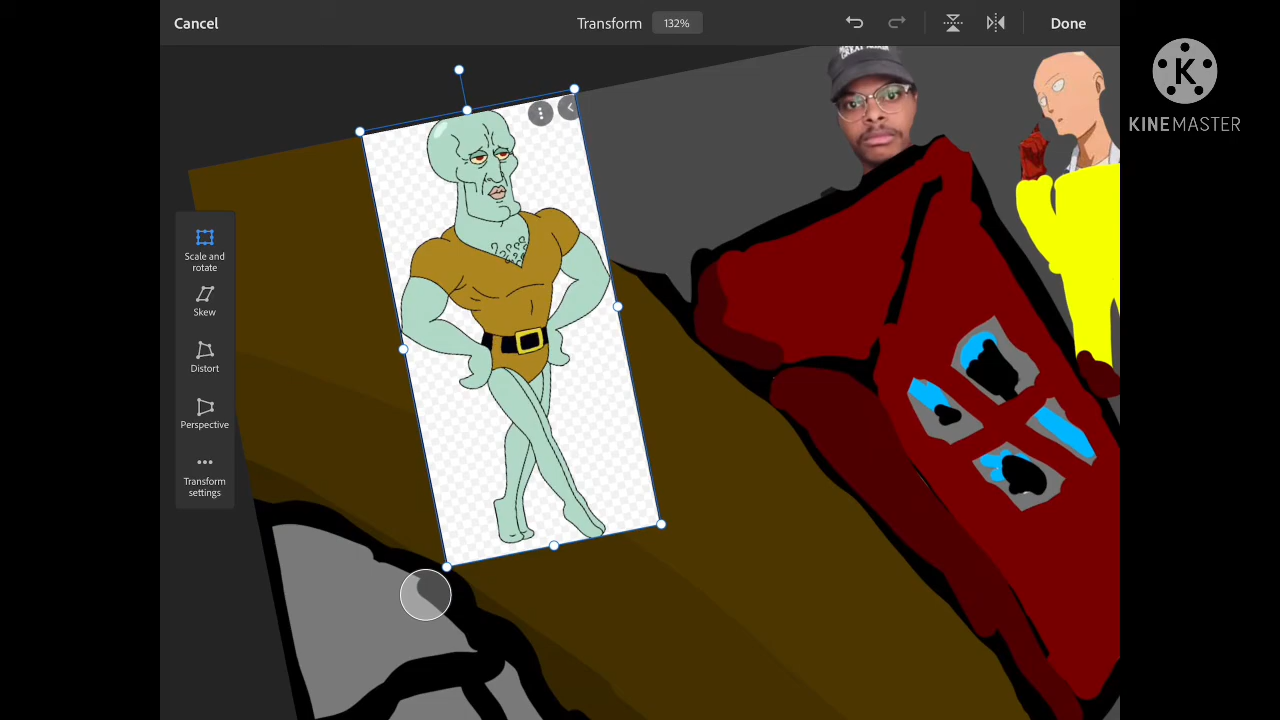 Cancel
Transform 132%
Done
Scale and
rotate
Skew
Distort
Perspective
Transform
settings
K
KINEMASTER